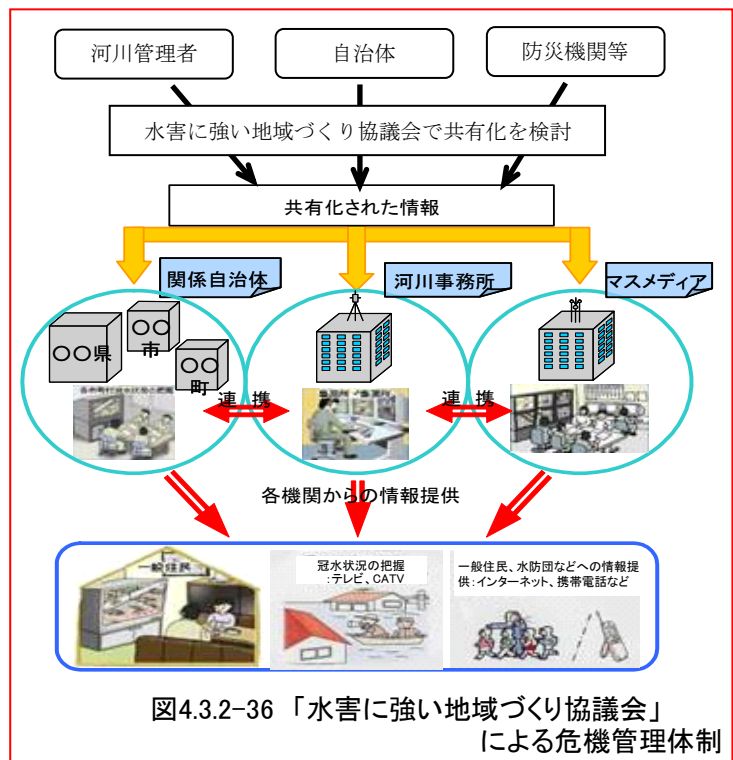 河川管理者
自治体
防災機関等
水害に強い地域づくり協議会で共有化を検討
共有化された情報
関係自治体
河川事務所
マスメディア
○○県
○○市
○○町
連携
連携
各機関からの情報提供
一般住民
冠水状況の把握
:テレビ、CATV
一般住民、水防団などへの情報提
供:インターネット、携帯電話など
図4.3.2-36 「水害に強い地域づくり協議会」
による危機管理体制